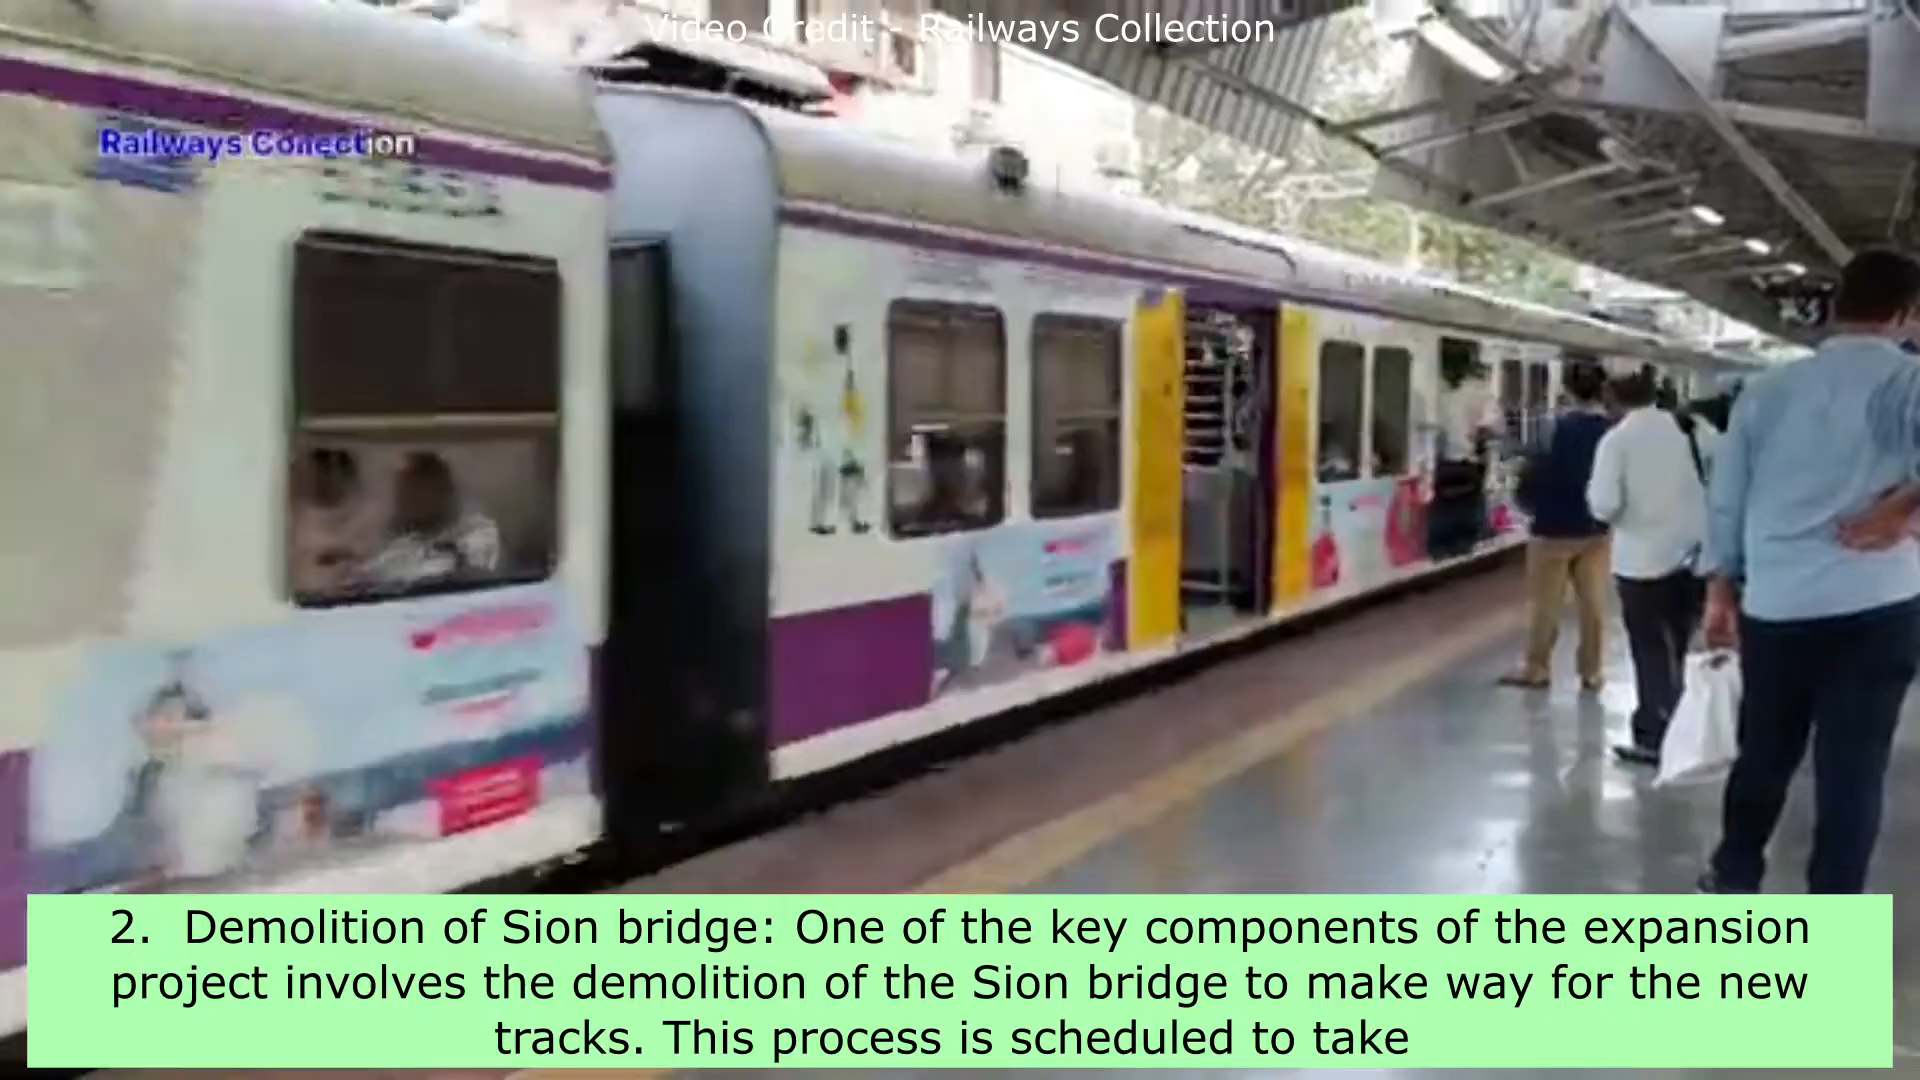 Video Credit - Railways Collection
Railways Collection
2. Demolition of Sion bridge: One of the key components of the expansion
project involves the demolition of the Sion bridge to make way for the new
tracks. This process is scheduled to take